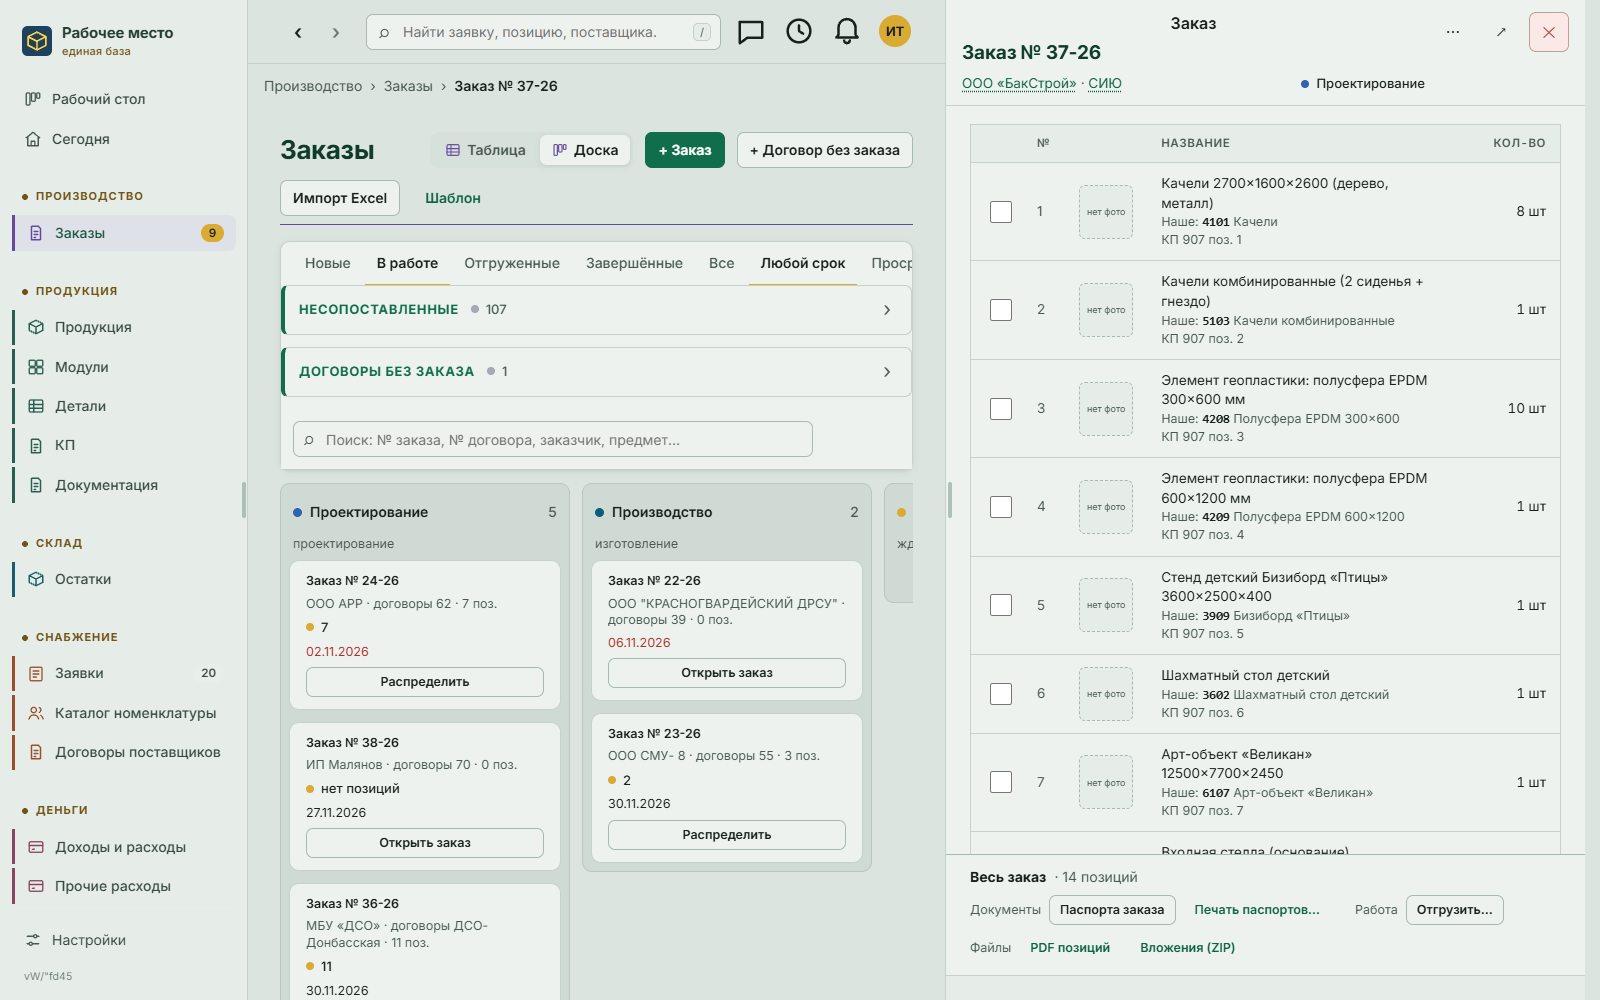 Рабочее место
единая база
Рабочий стол
Сегодня
ПРОИЗВОДСТВО
Заказы 9
ПРОДУКЦИЯ
Продукция
Модули
Детали
КП
Документация
СКЛАД
Остатки
СНАБЖЕНИЕ
Заявки 20
Каталог номенклатуры
Договоры поставщиков
ДЕНЬГИ
Доходы и расходы
Прочие расходы
Настройки
vW/"fd45
Найти заявку, позицию, поставщика. /
ИТ
Производство › Заказы › Заказ № 37-26
Заказы
Таблица Доска + Заказ + Договор без заказа
Импорт Excel Шаблон
Новые В работе Отгруженные Завершённые Все Любой срок Проср
НЕСОПОСТАВЛЕННЫЕ 107
ДОГОВОРЫ БЕЗ ЗАКАЗА 1
Поиск: № заказа, № договора, заказчик, предмет...
Проектирование 5
проектирование
Заказ № 24-26
ООО АРР · договоры 62 · 7 поз.
7
02.11.2026
Распределить
Заказ № 38-26
ИП Малянов · договоры 70 · 0 поз.
нет позиций
27.11.2026
Открыть заказ
Заказ № 36-26
МБУ «ДСО» · договоры ДСО-
Донбасская · 11 поз.
11
30.11.2026
Производство 2
изготовление
Заказ № 22-26
ООО "КРАСНОГВАРДЕЙСКИЙ ДРСУ" ·
договоры 39 · 0 поз.
06.11.2026
Открыть заказ
Заказ № 23-26
ООО СМУ- 8 · договоры 55 · 3 поз.
2
30.11.2026
Распределить
жд
Заказ
... ↗
Заказ № 37-26
ООО «БакСтрой» · СИЮ Проектирование
№ НАЗВАНИЕ КОЛ-ВО
1 нет фото Качели 2700×1600×2600 (дерево,
металл) 8 шт
Наше: 4101 Качели
КП 907 поз. 1
2 нет фото Качели комбинированные (2 сиденья +
гнездо) 1 шт
Наше: 5103 Качели комбинированные
КП 907 поз. 2
3 нет фото Элемент геопластики: полусфера EPDM
300×600 мм 10 шт
Наше: 4208 Полусфера EPDM 300×600
КП 907 поз. 3
4 нет фото Элемент геопластики: полусфера EPDM
600×1200 мм 1 шт
Наше: 4209 Полусфера EPDM 600×1200
КП 907 поз. 4
5 нет фото Стенд детский Бизиборд «Птицы»
3600×2500×400 1 шт
Наше: 3909 Бизиборд «Птицы»
КП 907 поз. 5
6 нет фото Шахматный стол детский 1 шт
Наше: 3602 Шахматный стол детский
КП 907 поз. 6
7 нет фото Арт-объект «Великан»
12500×7700×2450 1 шт
Наше: 6107 Арт-объект «Великан»
КП 907 поз. 7
Входная стелла (основание)
Весь заказ · 14 позиций
Документы Паспорта заказа Печать паспортов... Работа Отгрузить...
Файлы PDF позиций Вложения (ZIP)